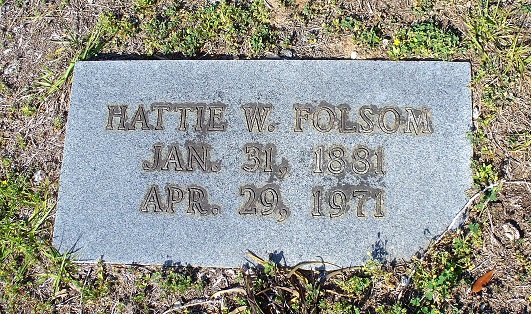 HATTIE W. FOLSOM
JAN. 31, 1881
APR. 29, 1971